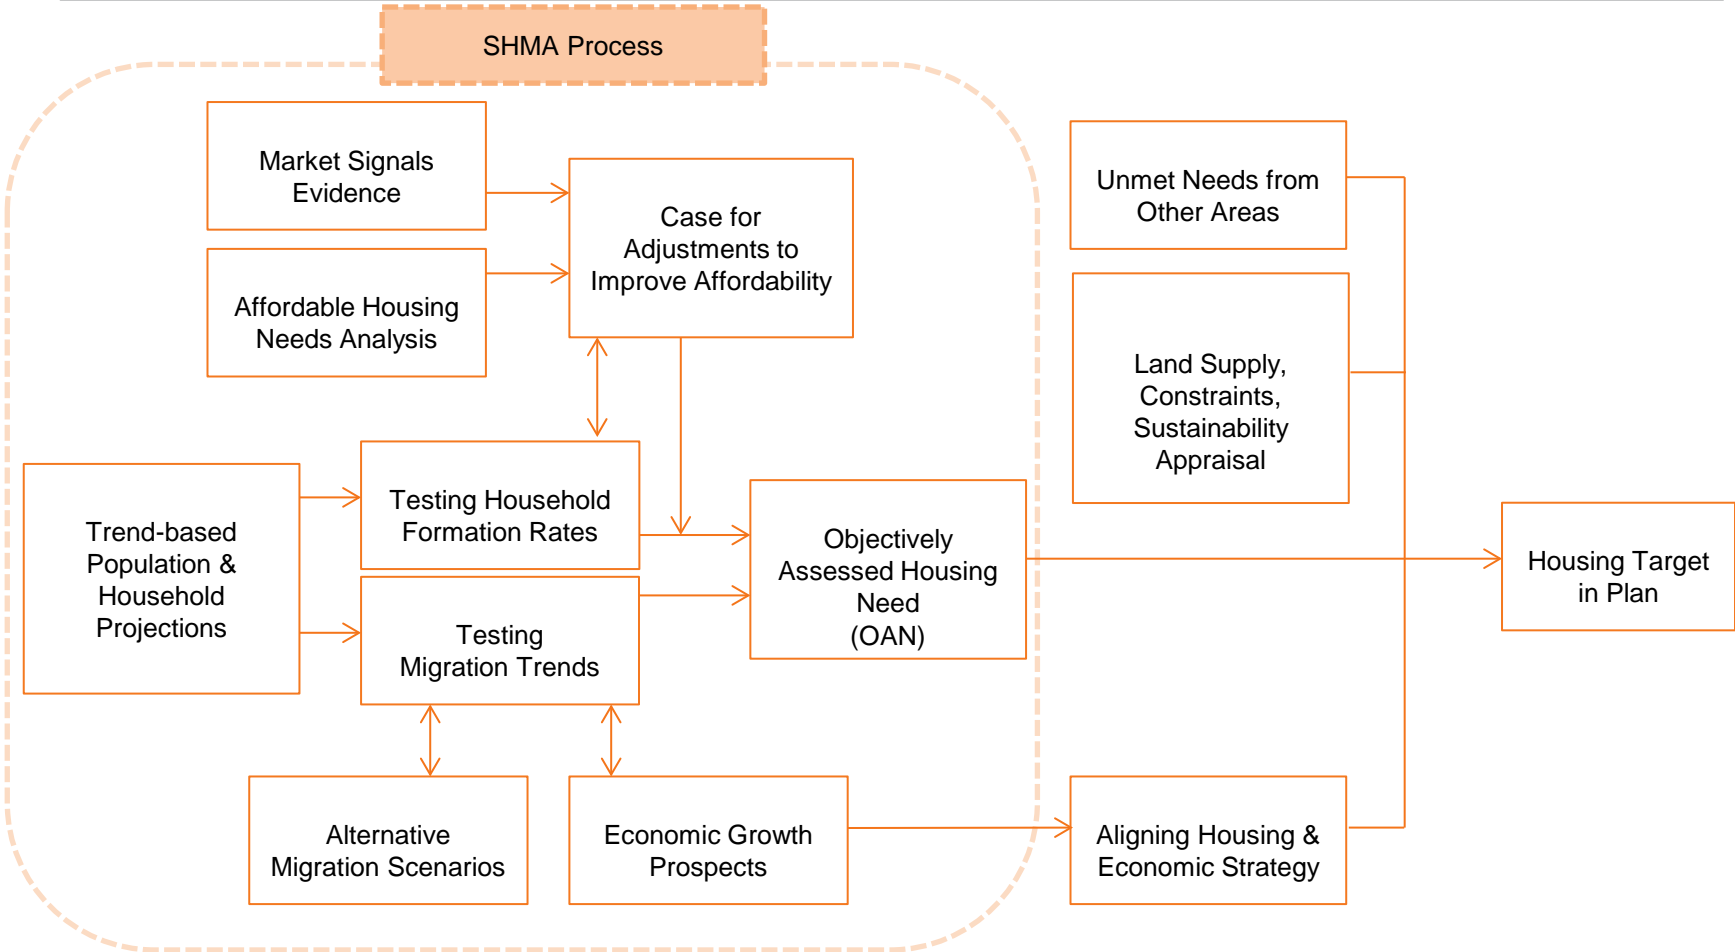 SHMA Process
Market Signals
Evidence
Affordable Housing
Needs Analysis
Case for
Adjustments to
Improve Affordability
Trend-based
Population &
Household
Projections
Testing Household
Formation Rates
Testing
Migration Trends
Objectively
Assessed Housing
Need
(OAN)
Alternative
Migration Scenarios
Economic Growth
Prospects
Unmet Needs from
Other Areas
Land Supply,
Constraints,
Sustainability
Appraisal
Aligning Housing &
Economic Strategy
Housing Target
in Plan